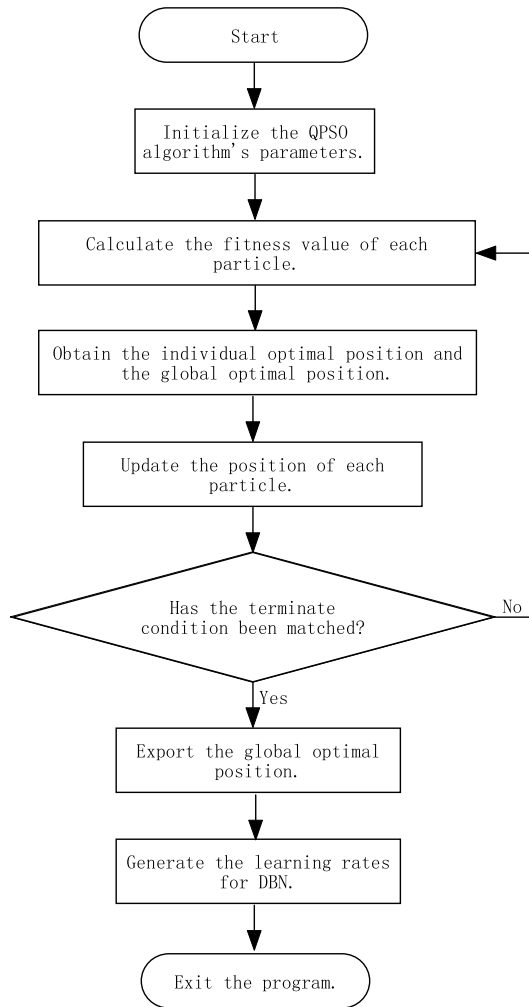 Start
Initialize the QPSO
algorithm's parameters.
Calculate the fitness value of each
particle.
Obtain the individual optimal position and
the global optimal position.
Update the position of each
particle.
Has the terminate
condition been matched?
No
Yes
Export the global optimal
position.
Generate the learning rates
for DBN.
Exit the program.